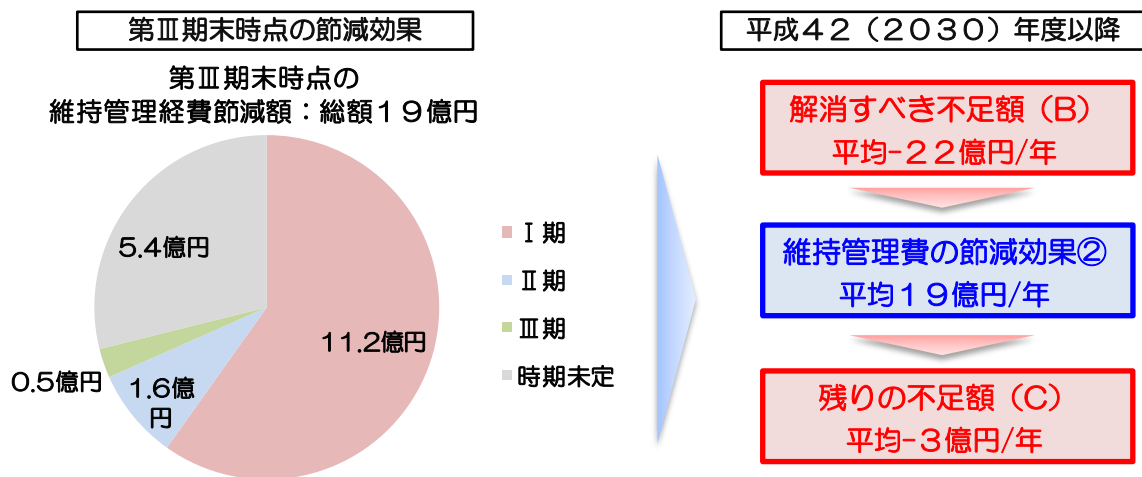 第Ⅲ期末時点の節減効果
第Ⅲ期末時点の
維持管理経費節減額：総額１９億円
5.4億円
0.5億円
1.6億
円
11.2億円
Ⅰ期
Ⅱ期
Ⅲ期
時期未定
平成４２（２０３０）年度以降
解消すべき不足額（B）
平均-２２億円/年
維持管理費の節減効果②
平均１９億円/年
残りの不足額（C）
平均-３億円/年